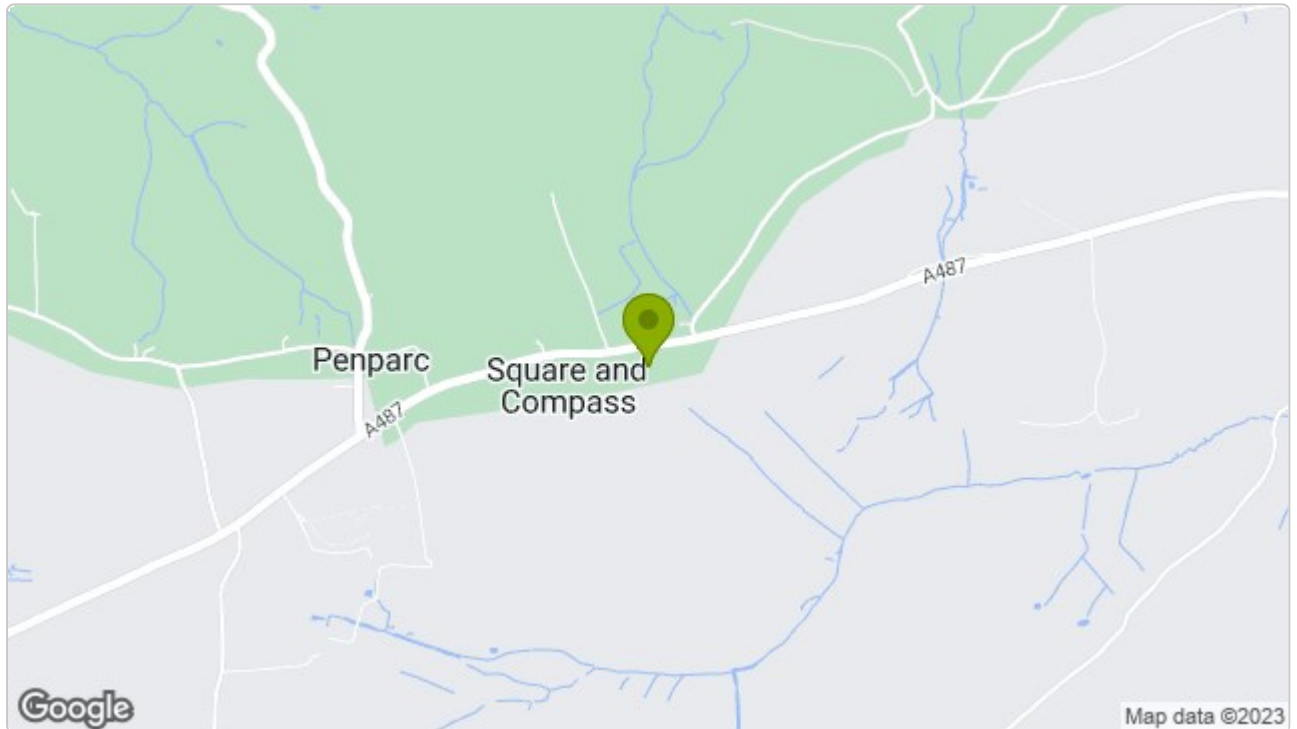 A487
Penparc
Square and
Compass
A487
Google
Map data ©2023